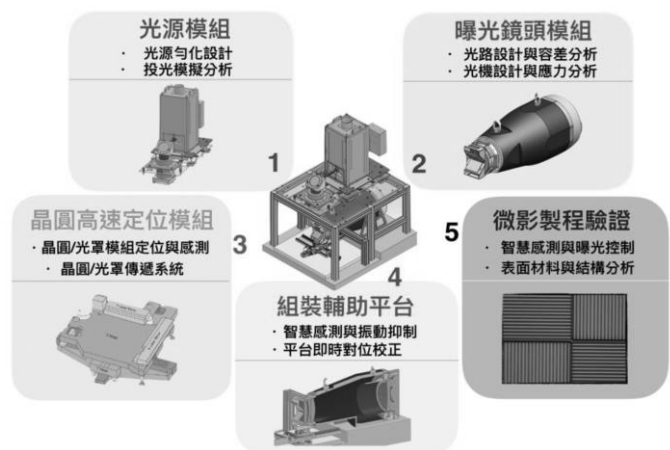 光源模組
· 光源勻化設計
· 投光模擬分析
1
曝光鏡頭模組
· 光路設計與容差分析
· 光機設計與應力分析
2
晶圓高速定位模組
· 晶圓/光罩模組定位與感測
· 晶圓/光罩傳遞系統
3
組裝輔助平台
· 智慧感測與振動抑制
· 平台即時對位校正
4
微影製程驗證
· 智慧感測與曝光控制
· 表面材料與結構分析
5